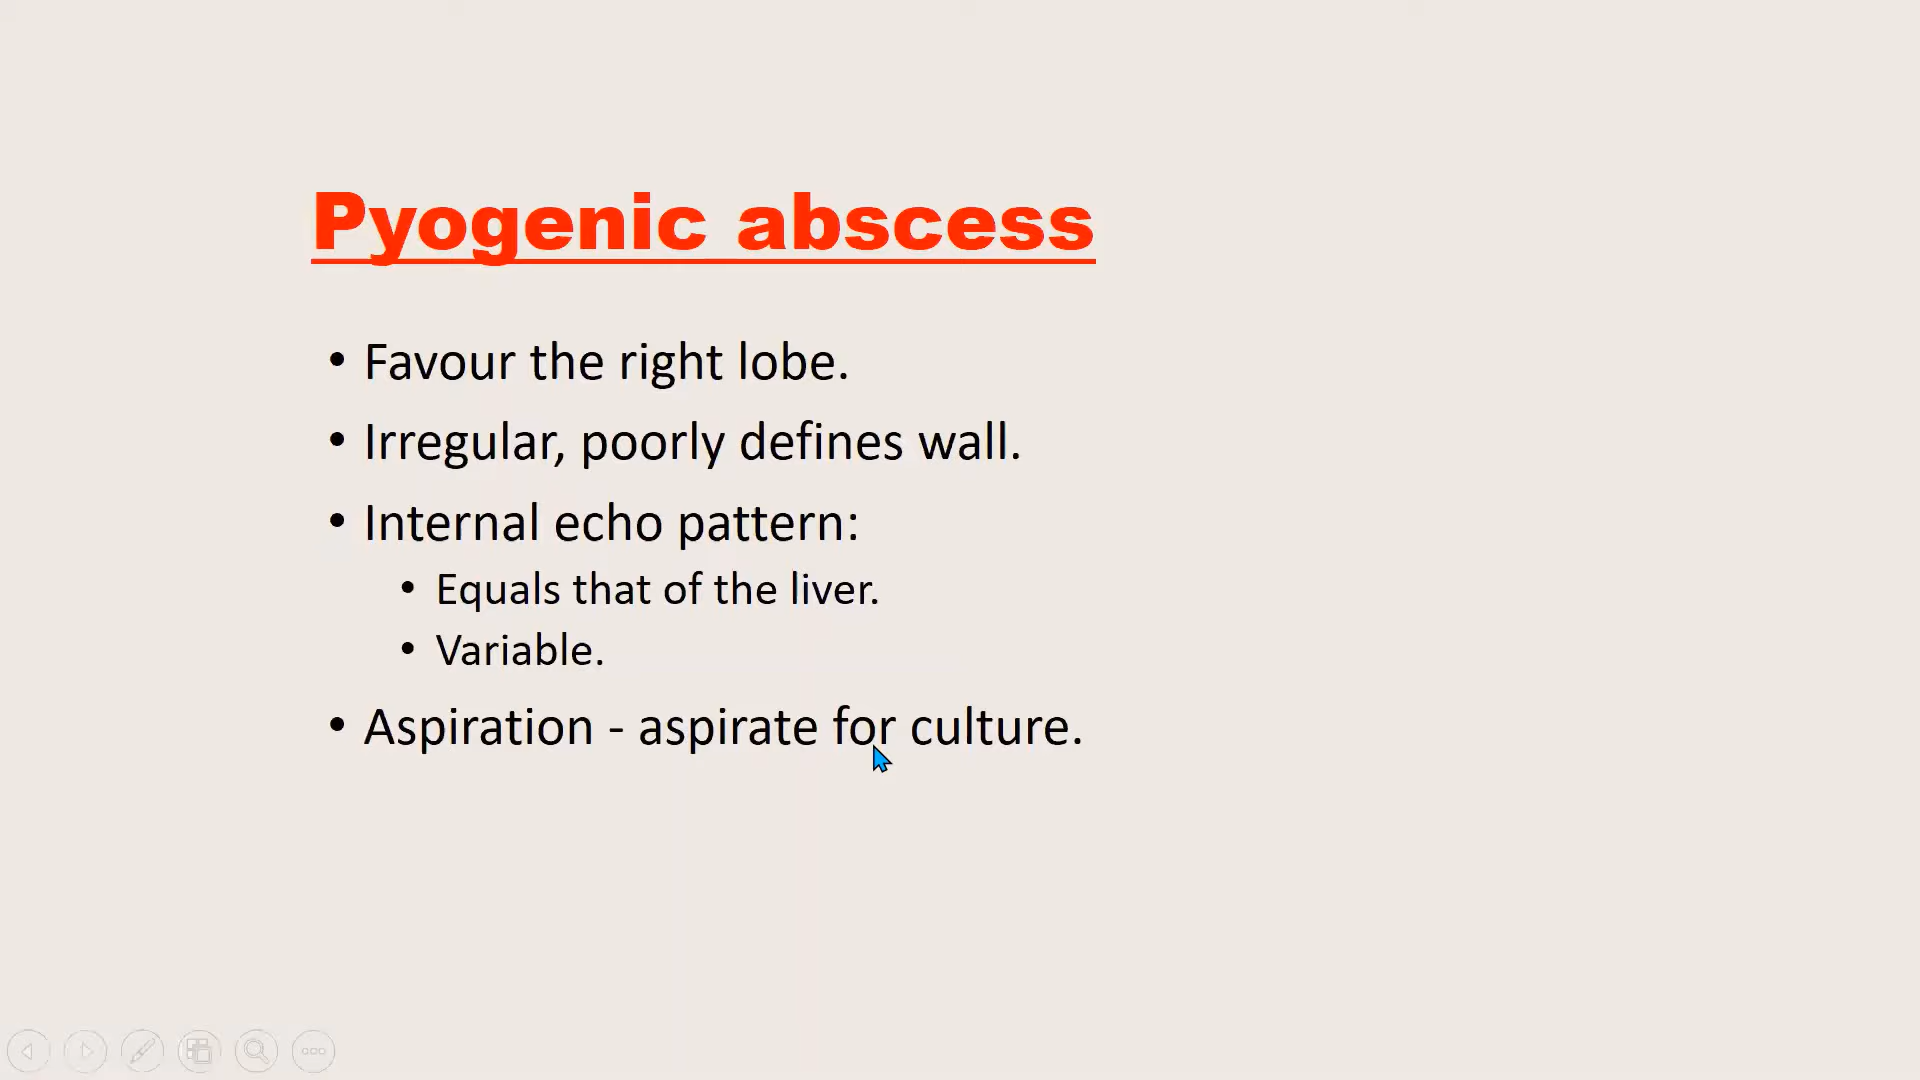 Pyogenic abscess
• Favour the right lobe.
• Irregular, poorly defines wall.
• Internal echo pattern:
• Equals that of the liver.
• Variable.
• Aspiration - aspirate for culture.